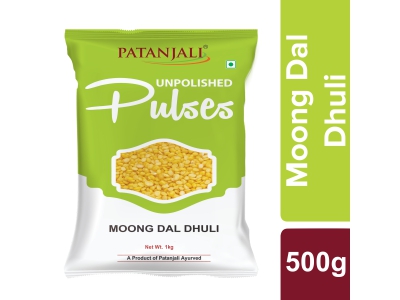 PATANJALI
UNPOLISHED
Pulses
MOONG DAL DHULI
Net Wt. 1kg
A Product of Patanjali Ayurved
Moong Dal
Dhuli
500g